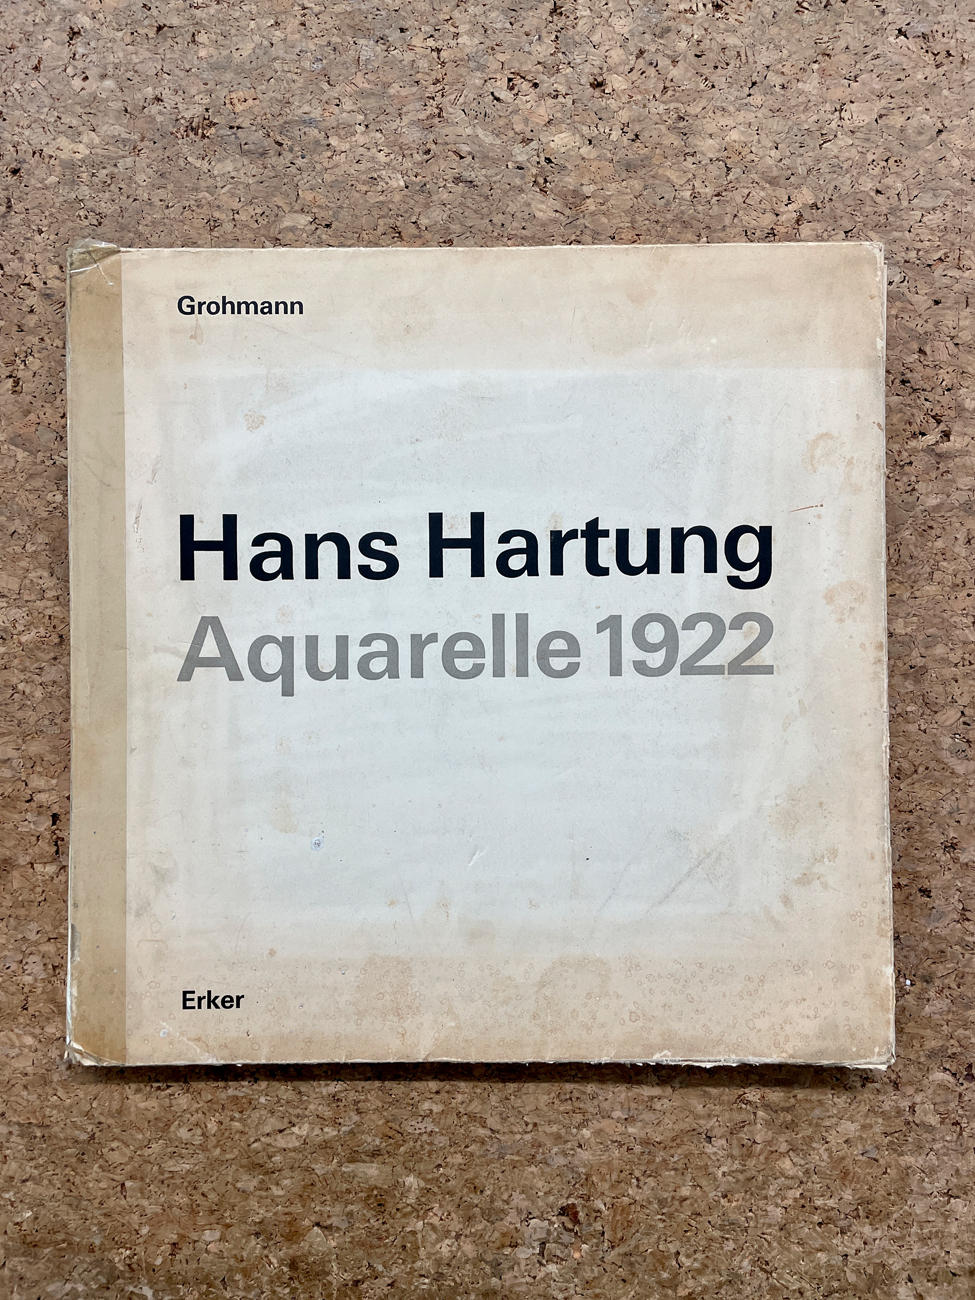 Grohmann
Hans Hartung
Aquarelle 1922
Erker